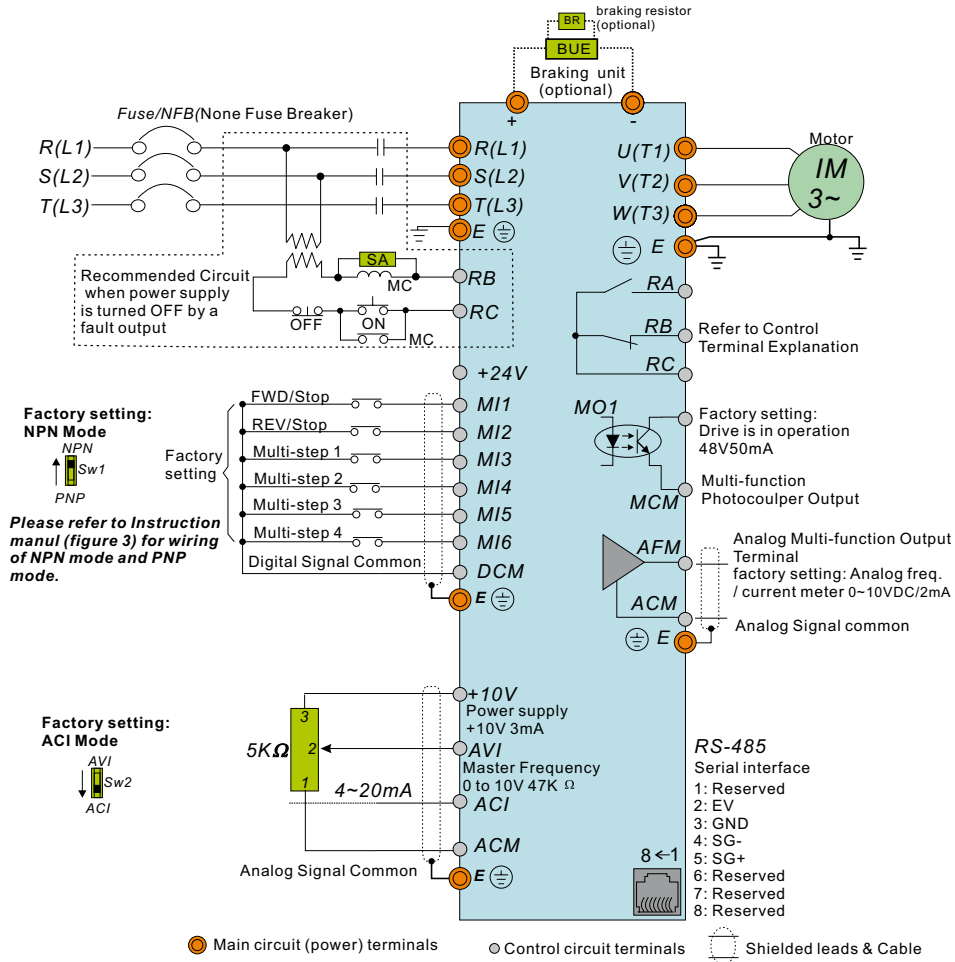 braking resistor
(optional)
BR
BUE
Braking unit
(optional)
+
-
Fuse/NFB(None Fuse Breaker)
R(L1)
S(L2)
T(L3)
R(L1)
S(L2)
T(L3)
E
U(T1)
V(T2)
W(T3)
E
Motor
IM
3~
Recommended Circuit
when power supply
is turned OFF by a
fault output
SA
MC
OFF
ON
MC
RB
RC
RA
RB
RC
Refer to Control
Terminal Explanation
+24V
FWD/Stop
REV/Stop
Multi-step 1
Multi-step 2
Multi-step 3
Multi-step 4
Digital Signal Common
MI1
MI2
MI3
MI4
MI5
MI6
DCM
E
Factory
setting
Factory setting:
NPN Mode
NPN
Sw1
PNP
Please refer to Instruction
manul (figure 3) for wiring
of NPN mode and PNP
mode.
MO1
MCM
Factory setting:
Drive is in operation
48V50mA
Multi-function
Photocoulper Output
AFM
ACM
E
Analog Multi-function Output
Terminal
factory setting: Analog freq.
/ current meter 0~10VDC/2mA
Analog Signal common
Factory setting:
ACI Mode
AVI
Sw2
ACI
5KΩ
3
2
1
4~20mA
Analog Signal Common
+10V
Power supply
+10V 3mA
AVI
Master Frequency
0 to 10V 47K Ω
ACI
ACM
E
8←1
RS-485
Serial interface
1: Reserved
2: EV
3: GND
4: SG-
5: SG+
6: Reserved
7: Reserved
8: Reserved
Main circuit (power) terminals
Control circuit terminals
Shielded leads & Cable